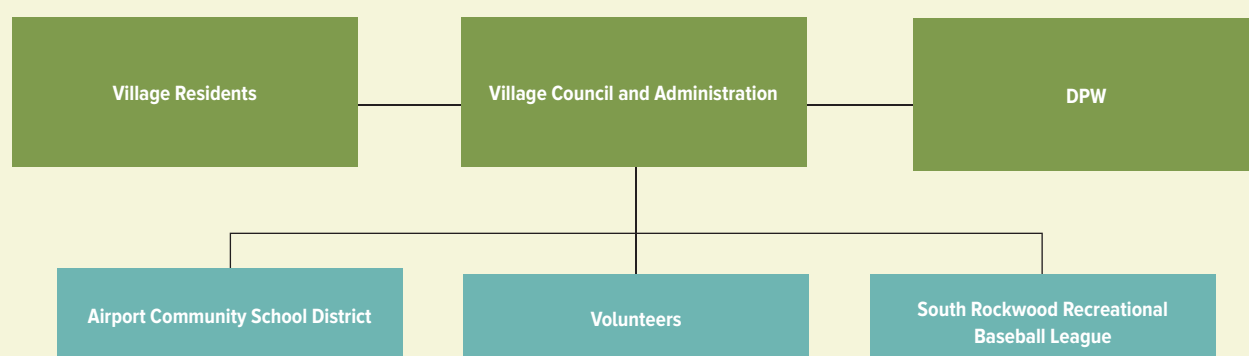 Village Residents
Village Council and Administration
DPW
Airport Community School District
Volunteers
South Rockwood Recreational
Baseball League